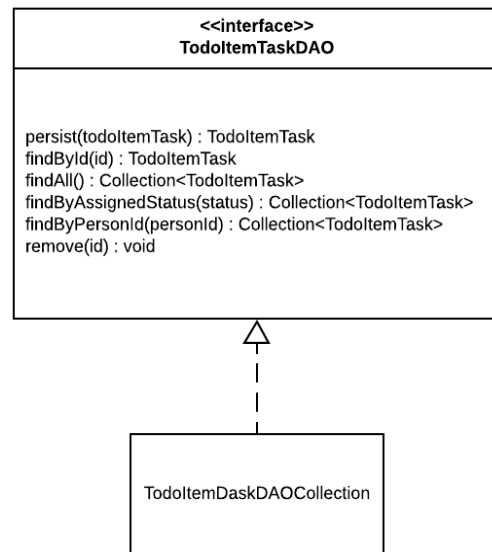 <<interface>>
TodoItemTaskDAO
persist(todoItemTask) : TodoItemTask
findById(id) : TodoItemTask
findAll() : Collection<TodoItemTask>
findByAssignedStatus(status) : Collection<TodoItemTask>
findByPersonId(personId) : Collection<TodoItemTask>
remove(id) : void
TodoItemDaskDAOCollection